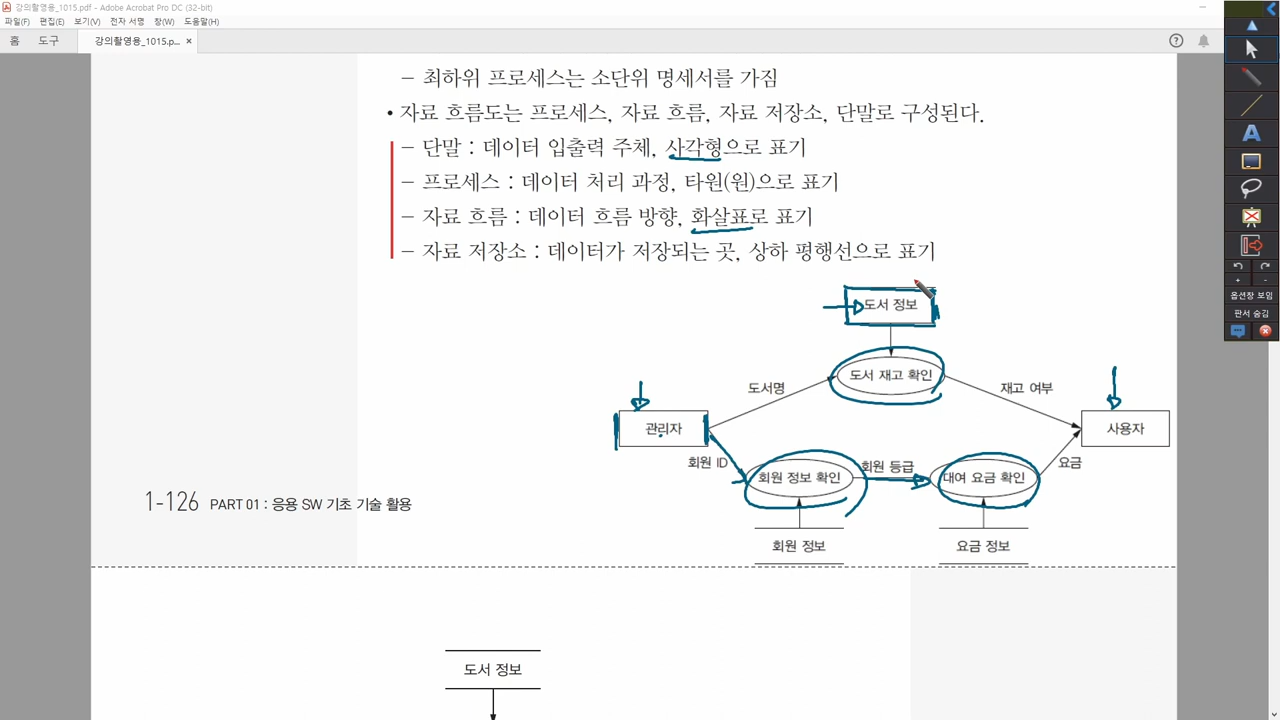 강의촬영용_1015.pdf - Adobe Acrobat Pro DC (32-bit)
파일(F) 편집(E) 보기(V) 전자 서명 창(W) 도움말(H)
홈 도구 강의촬영용_1015.p... ×
– 최하위 프로세스는 소단위 명세서를 가짐
• 자료 흐름도는 프로세스, 자료 흐름, 자료 저장소, 단말로 구성된다.
– 단말 : 데이터 입출력 주체, 사각형으로 표기
– 프로세스 : 데이터 처리 과정, 타원(원)으로 표기
– 자료 흐름 : 데이터 흐름 방향, 화살표로 표기
– 자료 저장소 : 데이터가 저장되는 곳, 상하 평행선으로 표기
도서 정보
도서 재고 확인
도서명 재고 여부
관리자 사용자
회원 ID 회원 등급 요금
회원 정보 확인 대여 요금 확인
회원 정보 요금 정보
1-126 PART 01 : 응용 SW 기초 기술 활용
도서 정보
A
+ -
옵션창 보임
판서 숨김